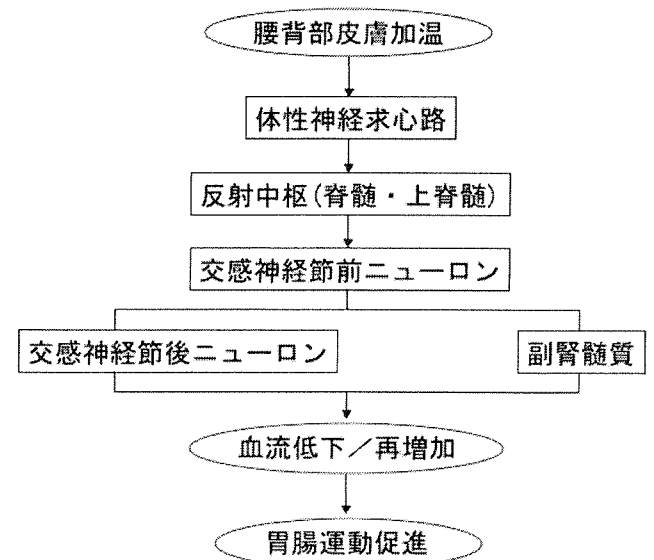 腰背部皮膚加温
体性神経求心路
反射中枢(脊髄・上脊髄)
交感神経節前ニューロン
交感神経節後ニューロン
副腎髄質
血流低下／再増加
胃腸運動促進